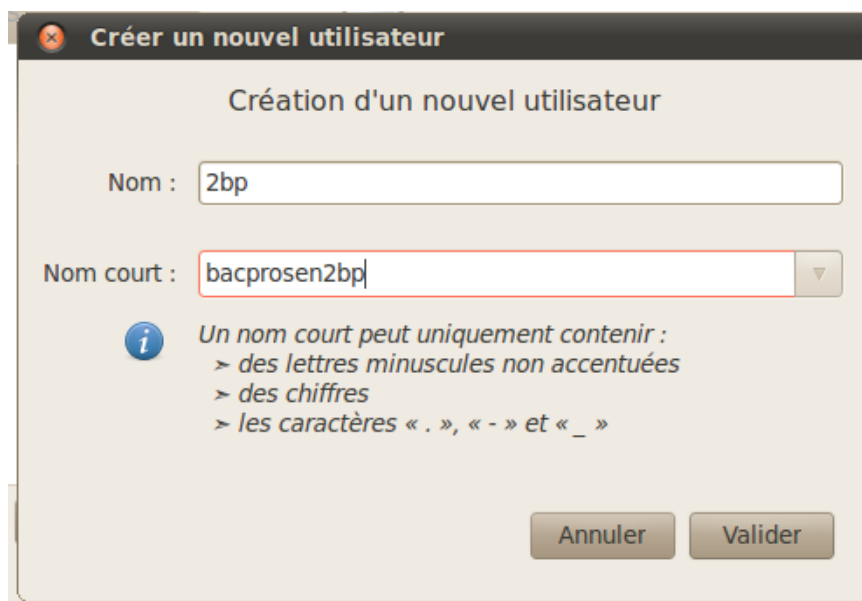 Créer un nouvel utilisateur
Création d'un nouvel utilisateur
Nom : 2bp
Nom court : bacprosen2bp
Un nom court peut uniquement contenir :
➣ des lettres minuscules non accentuées
➣ des chiffres
➣ les caractères « . », « - » et « _ »
Annuler Valider